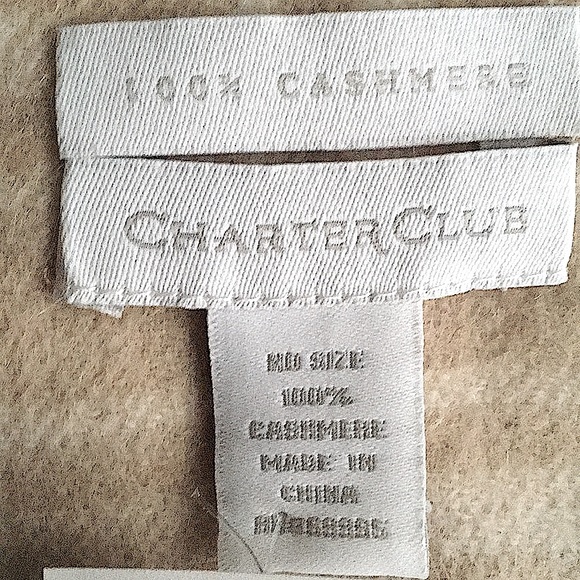 100% CASHMERE
CHARTER CLUB
NO SIZE
100%
CASHMERE
MADE IN
CHINA